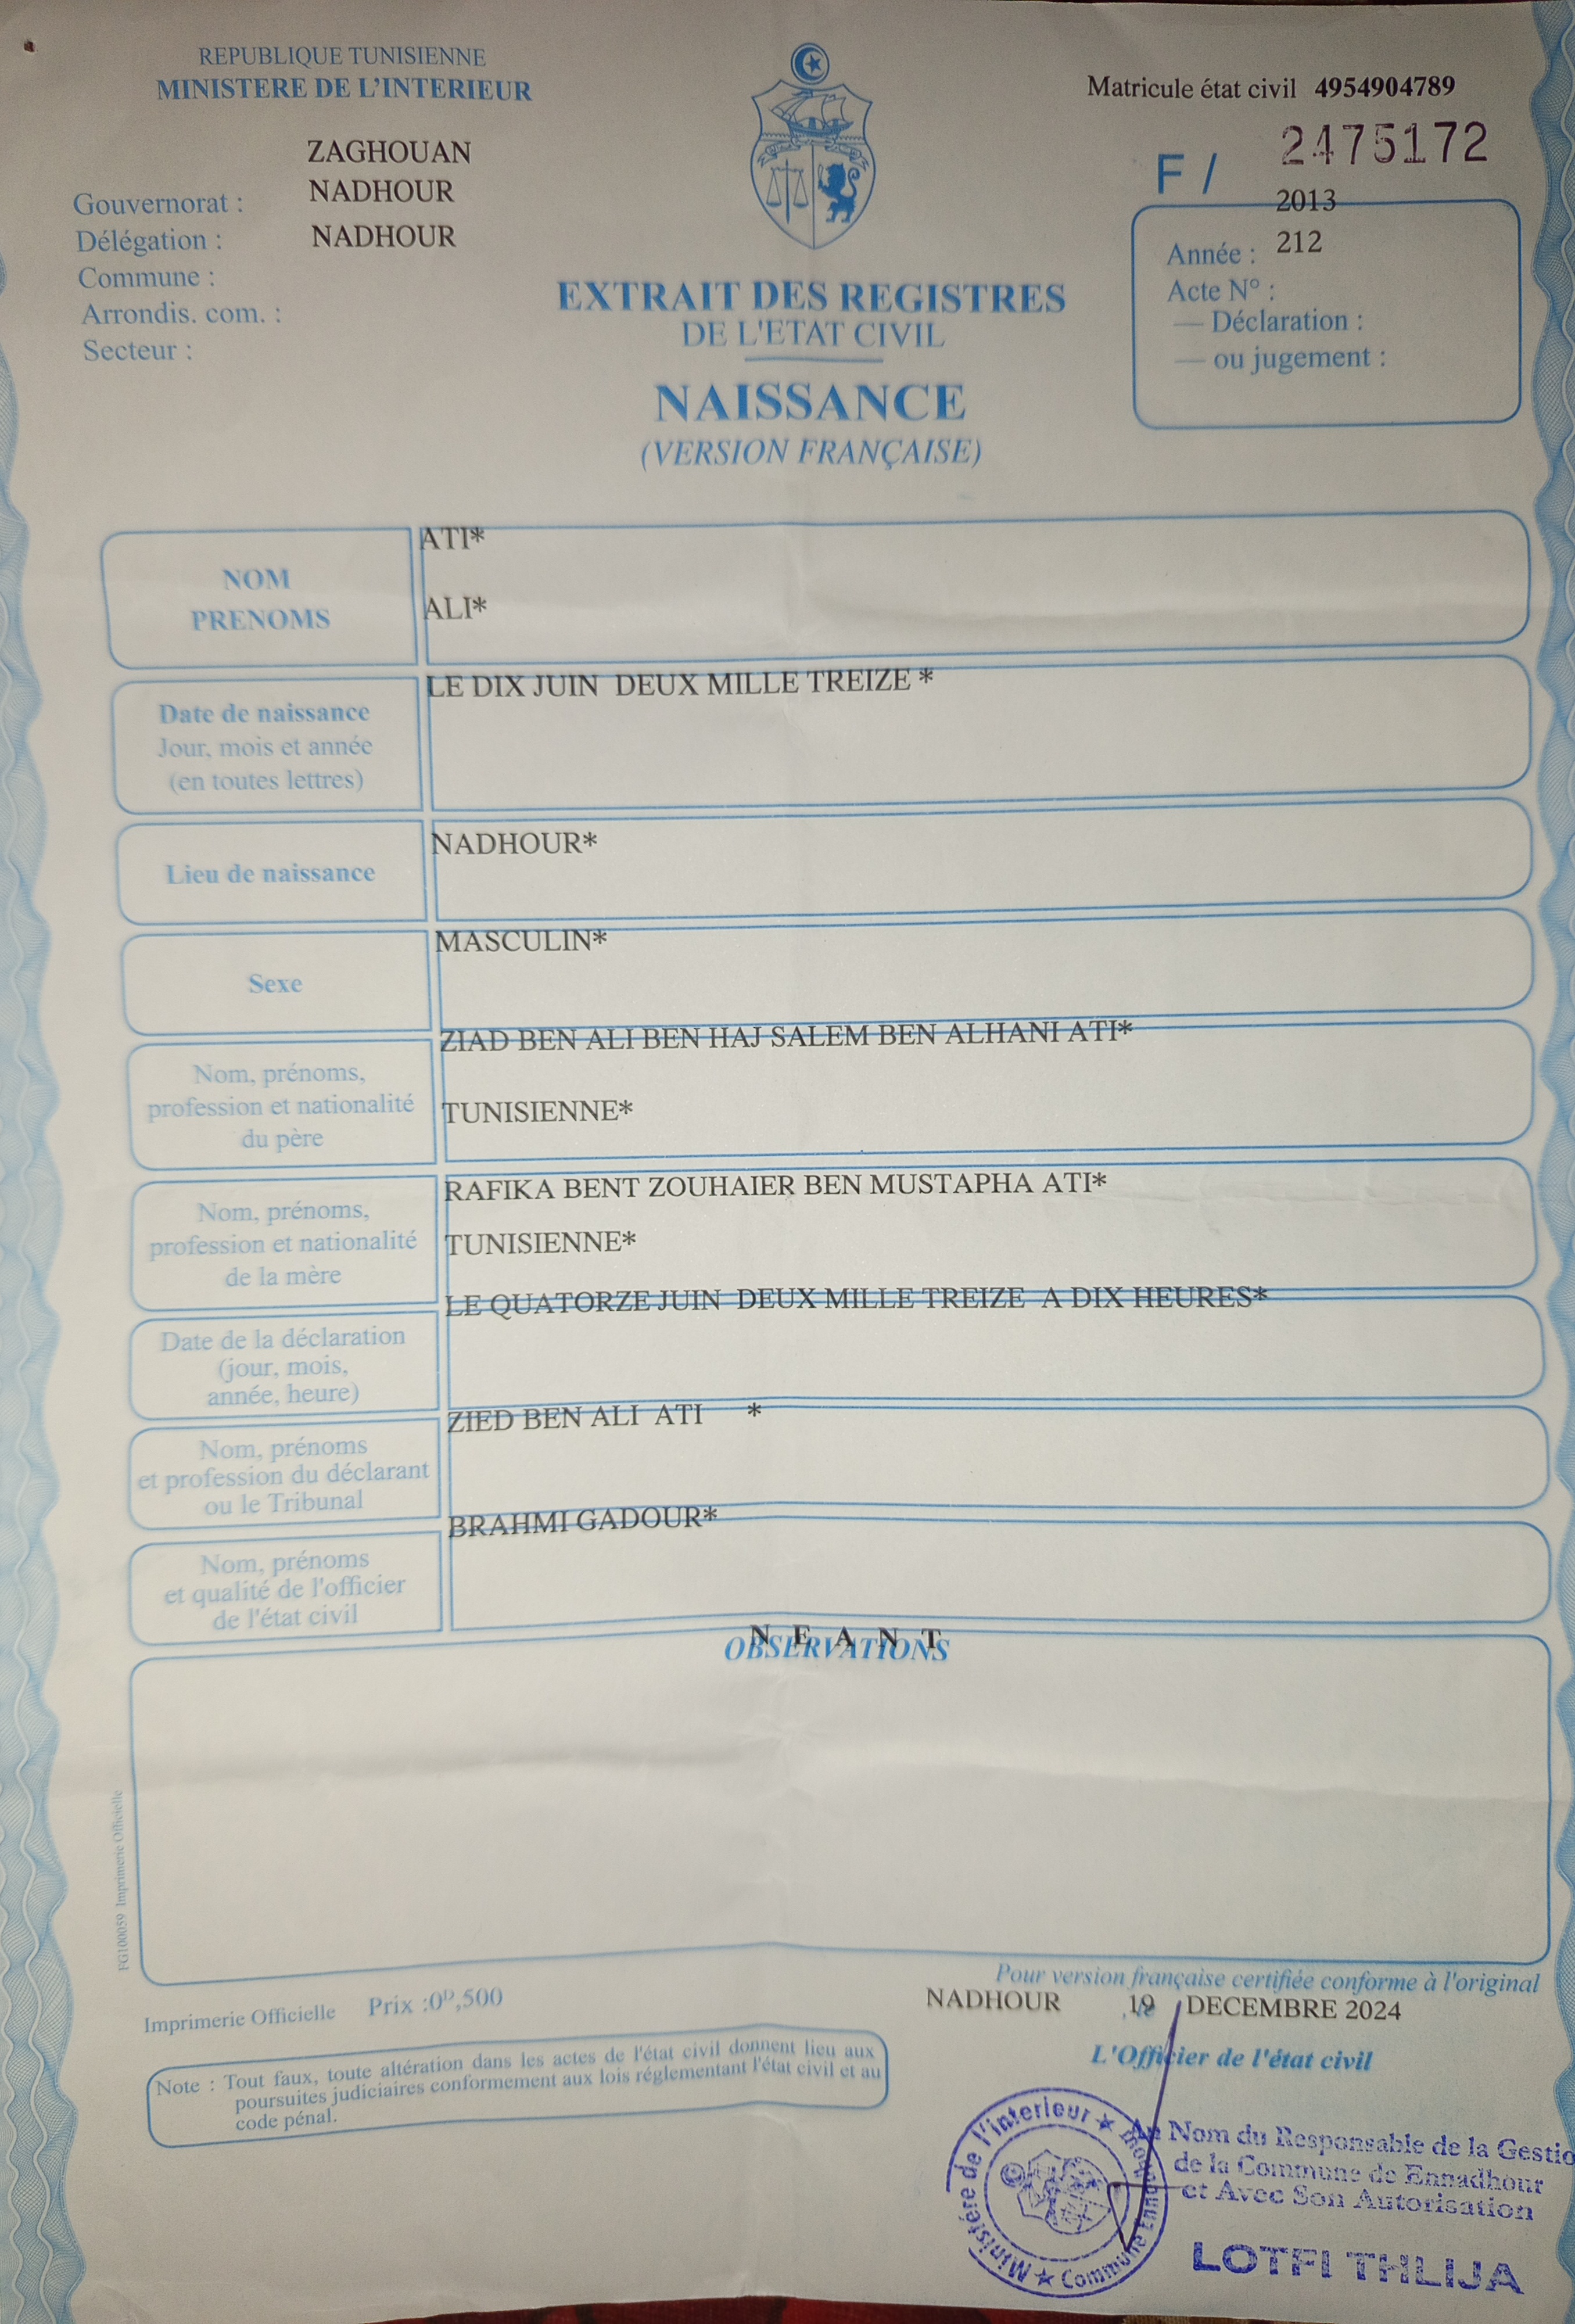 REPUBLIQUE TUNISIENNE
MINISTERE DE L'INTERIEUR
ZAGHOUAN
Gouvernorat : NADHOUR
Délégation : NADHOUR
Commune :
Arrondis. com. :
Secteur :
Matricule état civil 4954904789
F / 2475172
2013
Année : 212
Acte N° :
— Déclaration :
— ou jugement :
EXTRAIT DES REGISTRES
DE L'ETAT CIVIL
NAISSANCE
(VERSION FRANÇAISE)
NOM
PRENOMS
ATI*
ALI*
Date de naissance
Jour, mois et année
(en toutes lettres)
LE DIX JUIN DEUX MILLE TREIZE *
Lieu de naissance
NADHOUR*
Sexe
MASCULIN*
Nom, prénoms,
profession et nationalité
du père
ZIAD BEN ALI BEN HAJ SALEM BEN ALHANI ATI*
TUNISIENNE*
Nom, prénoms,
profession et nationalité
de la mère
RAFIKA BENT ZOUHAIER BEN MUSTAPHA ATI*
TUNISIENNE*
Date de la déclaration
(jour, mois,
année, heure)
LE QUATORZE JUIN DEUX MILLE TREIZE A DIX HEURES*
Nom, prénoms
et profession du déclarant
ou le Tribunal
ZIED BEN ALI ATI *
Nom, prénoms
et qualité de l'officier
de l'état civil
BRAHMI GADOUR*
N E A N T
OBSERVATIONS
FG100059 Imprimerie Officielle
Imprimerie Officielle Prix :0D,500
Note : Tout faux, toute altération dans les actes de l'état civil donnent lieu aux
poursuites judiciaires conformement aux lois réglementant l'état civil et au
code pénal.
Pour version française certifiée conforme à l'original
NADHOUR ,le 19 DECEMBRE 2024
L'Officier de l'état civil
Ministére de l'interieur ★ Commune Ennadhour ★
Au Nom du Responsable de la Gestio
de la Commune de Ennadhour
et Avec Son Autorisation
LOTFI THLIJA